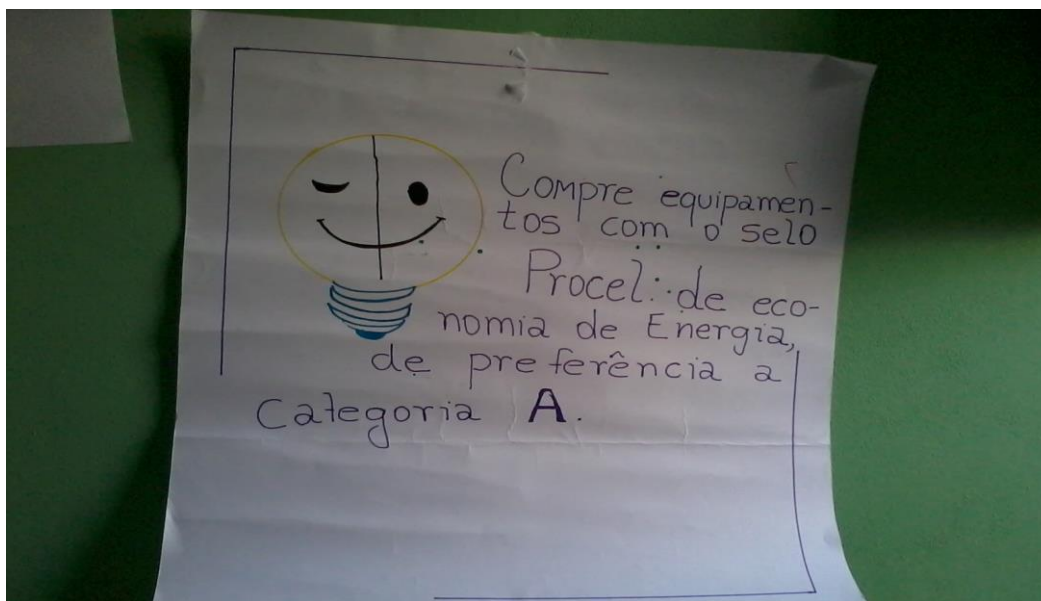 Compre equipamen-
tos com o selo
Procel: de eco-
nomia de Energia,
de preferência a
Categoria A.